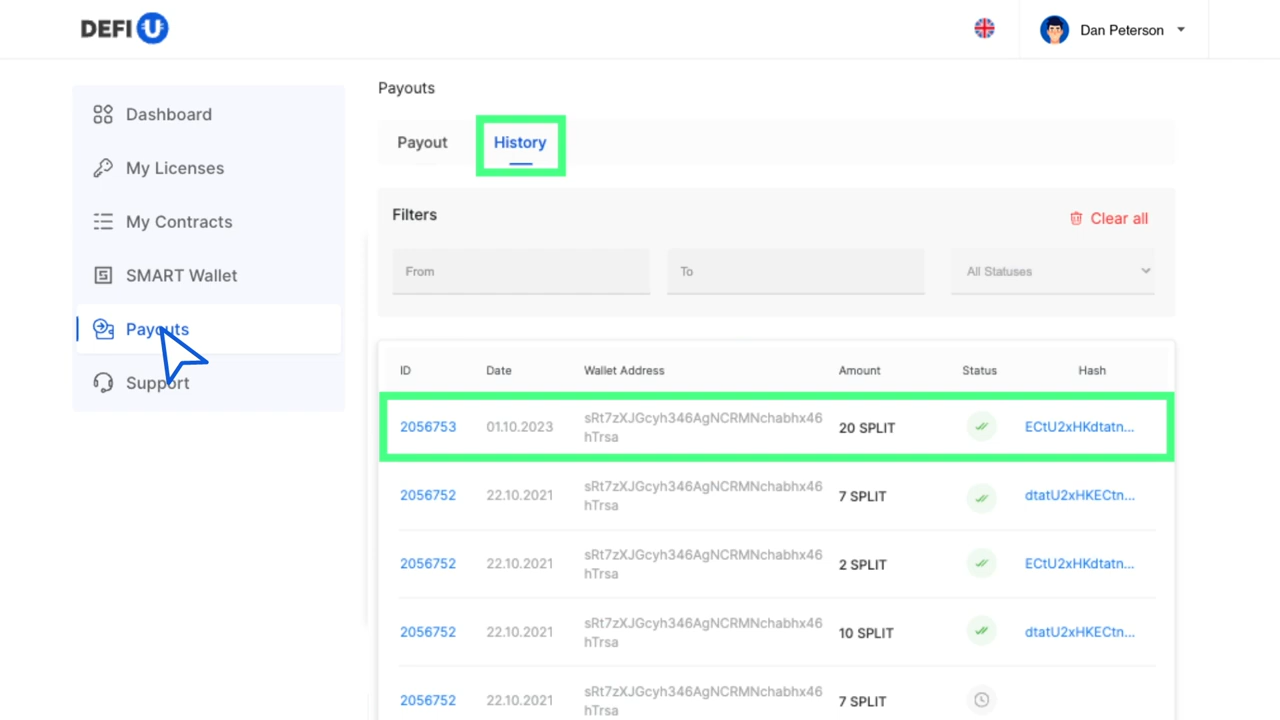 DEFI U
Dan Peterson
Dashboard
My Licenses
My Contracts
SMART Wallet
Payouts
Support
Payouts
Payout
History
Filters
Clear all
From
To
All Statuses
ID Date Wallet Address Amount Status Hash
2056753 01.10.2023 sRt7zXJGcyh346AgNCRMNchabhx46 20 SPLIT ECtU2xHKdtatn...
hTrsa
2056752 22.10.2021 sRt7zXJGcyh346AgNCRMNchabhx46 7 SPLIT dtatU2xHKECtn...
hTrsa
2056752 22.10.2021 sRt7zXJGcyh346AgNCRMNchabhx46 2 SPLIT ECtU2xHKdtatn...
hTrsa
2056752 22.10.2021 sRt7zXJGcyh346AgNCRMNchabhx46 10 SPLIT dtatU2xHKECtn...
hTrsa
2056752 22.10.2021 sRt7zXJGcyh346AgNCRMNchabhx46 7 SPLIT
hTrsa